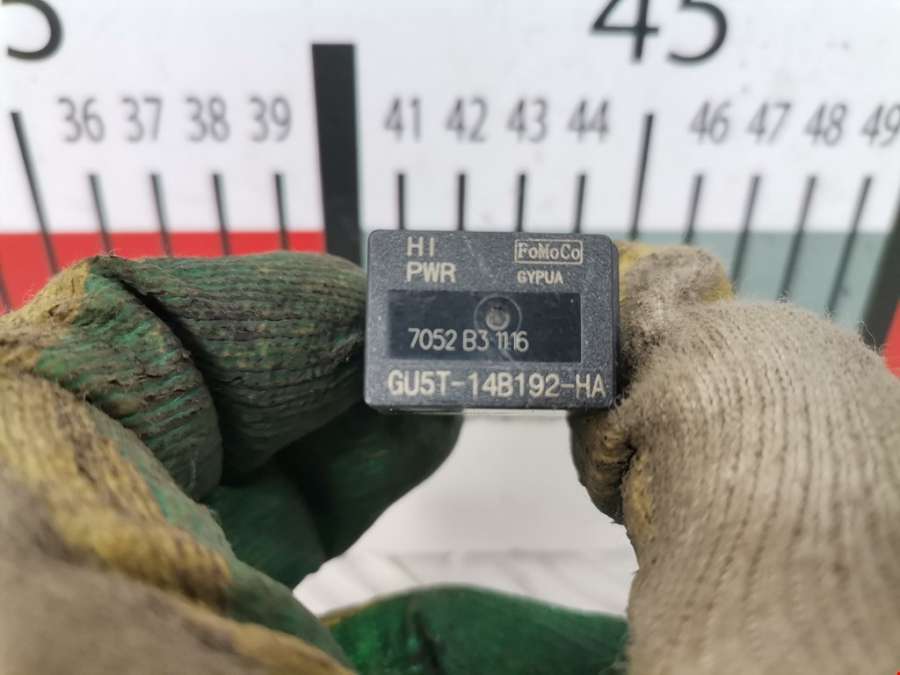 5 45
36 37 38 39 41 42 43 44 46 47 48 49
HI FoMoCo
PWR GYPUA
7052 B3 1116
GU5T-14B192-HA